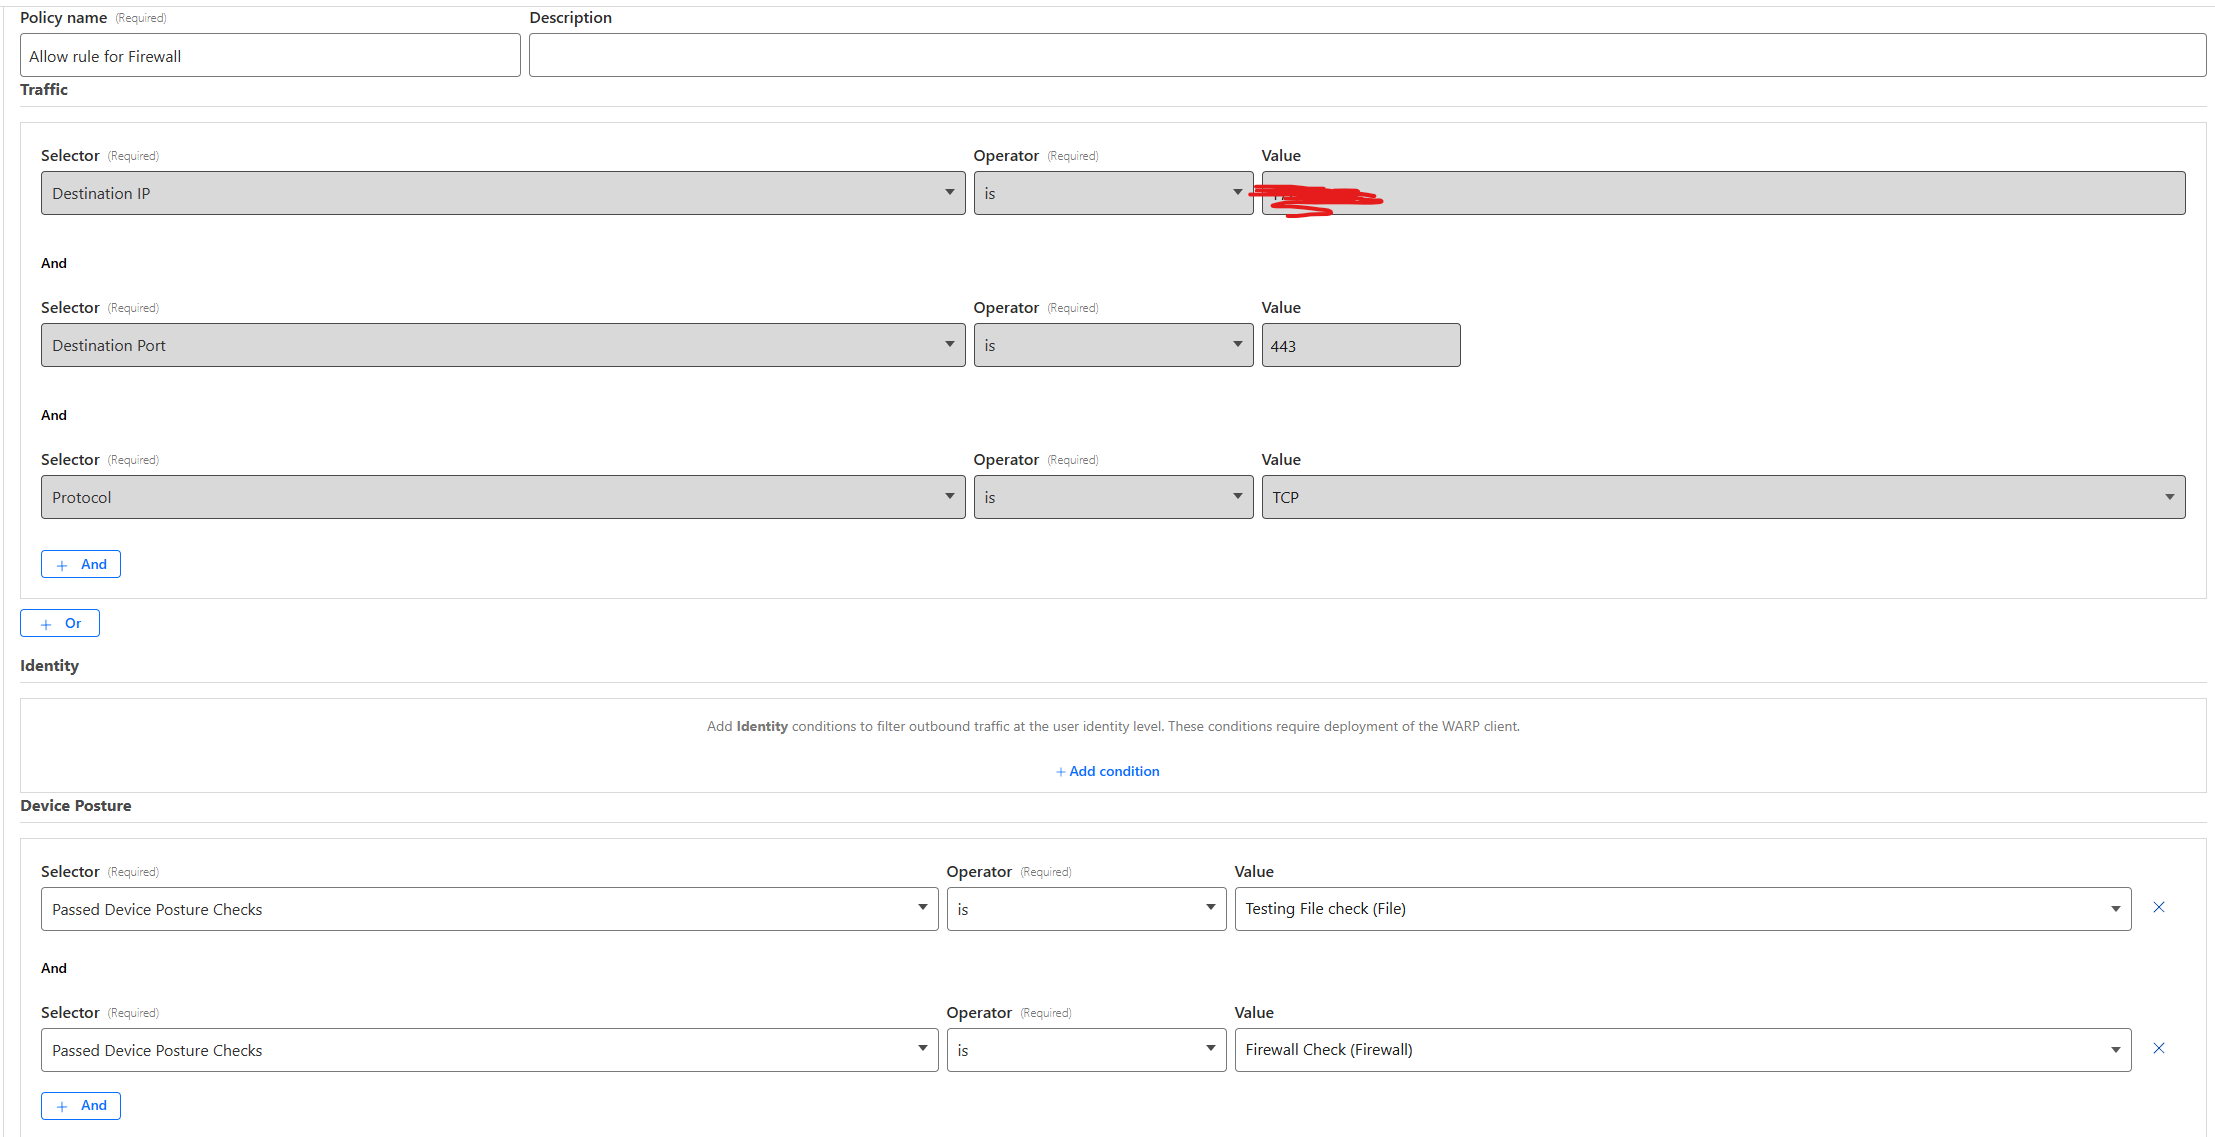 Policy name (Required) Description
Allow rule for Firewall
Traffic
Selector (Required) Operator (Required) Value
Destination IP is
And
Selector (Required) Operator (Required) Value
Destination Port is 443
And
Selector (Required) Operator (Required) Value
Protocol is TCP
+ And
+ Or
Identity
Add Identity conditions to filter outbound traffic at the user identity level. These conditions require deployment of the WARP client.
+ Add condition
Device Posture
Selector (Required) Operator (Required) Value
Passed Device Posture Checks is Testing File check (File)
And
Selector (Required) Operator (Required) Value
Passed Device Posture Checks is Firewall Check (Firewall)
+ And